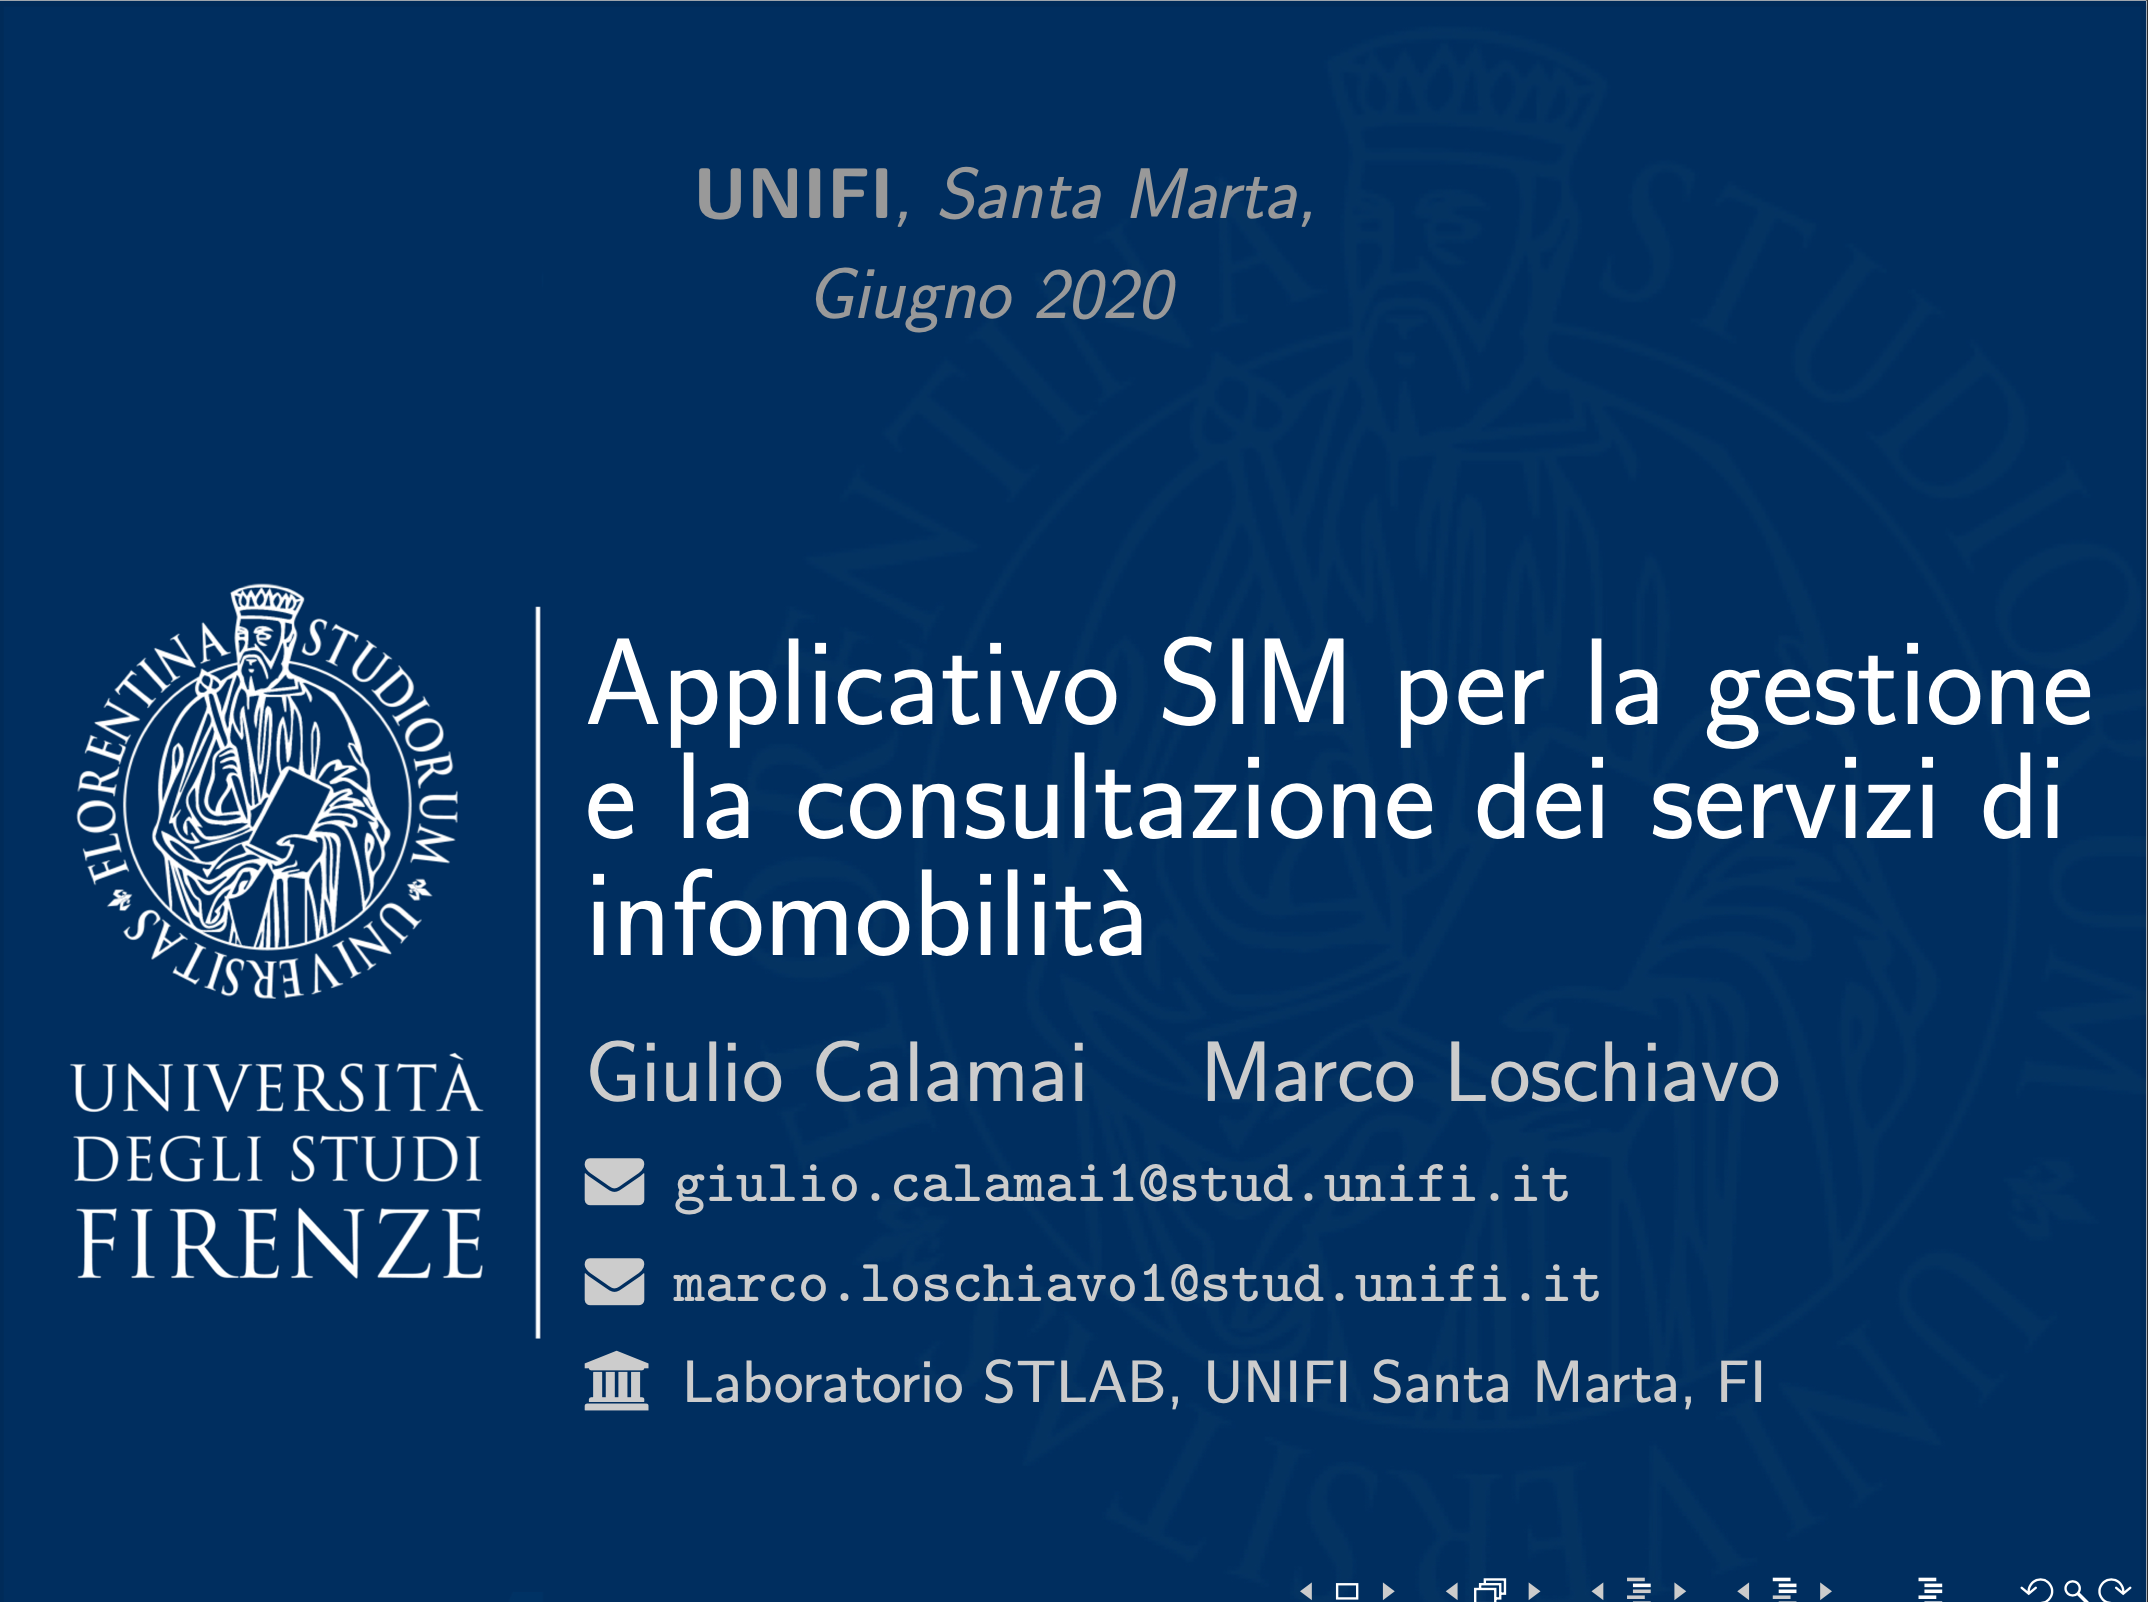 UNIFI, Santa Marta,
Giugno 2020
FLORENTINA STUDIORUM UNIVERSITAS
UNIVERSITÀ
DEGLI STUDI
FIRENZE
Applicativo SIM per la gestione
e la consultazione dei servizi di
infomobilità
Giulio Calamai Marco Loschiavo
giulio.calamai1@stud.unifi.it
marco.loschiavo1@stud.unifi.it
Laboratorio STLAB, UNIFI Santa Marta, FI